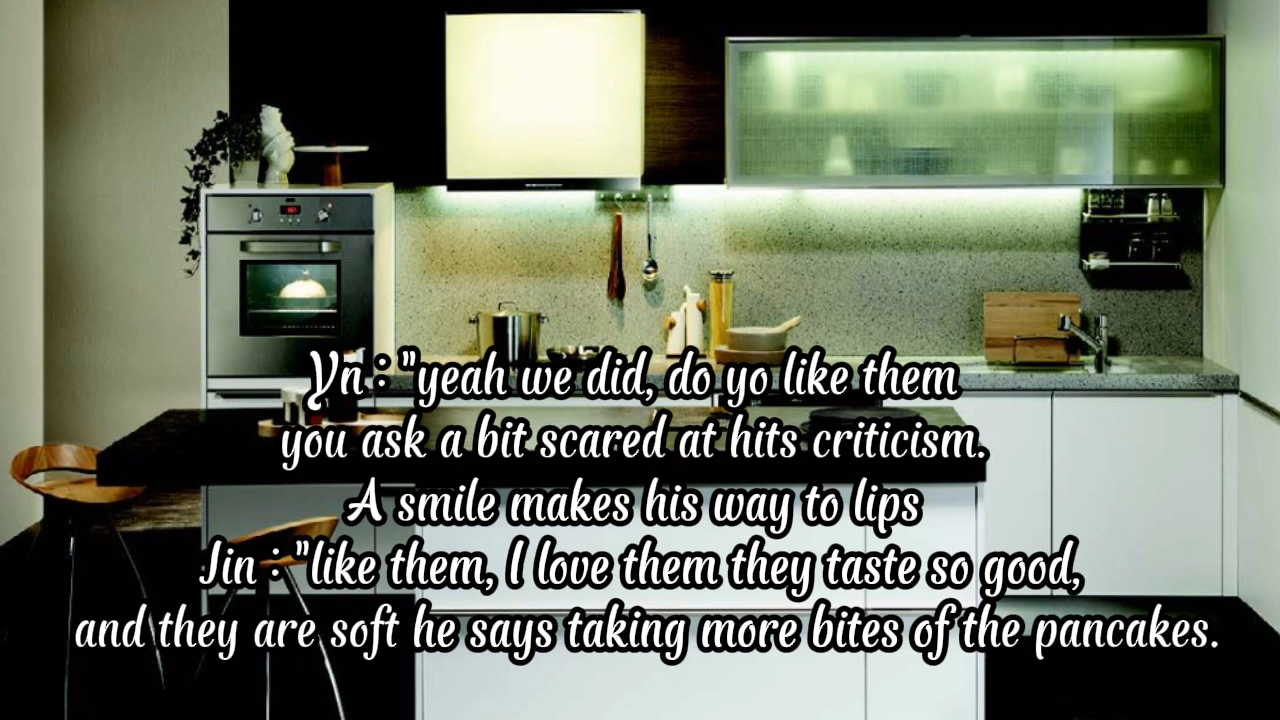 Yn : "yeah we did, do yo like them
you ask a bit scared at hits criticism.
A smile makes his way to lips
Jin : "like them, I love them they taste so good,
and they are soft he says taking more bites of the pancakes.